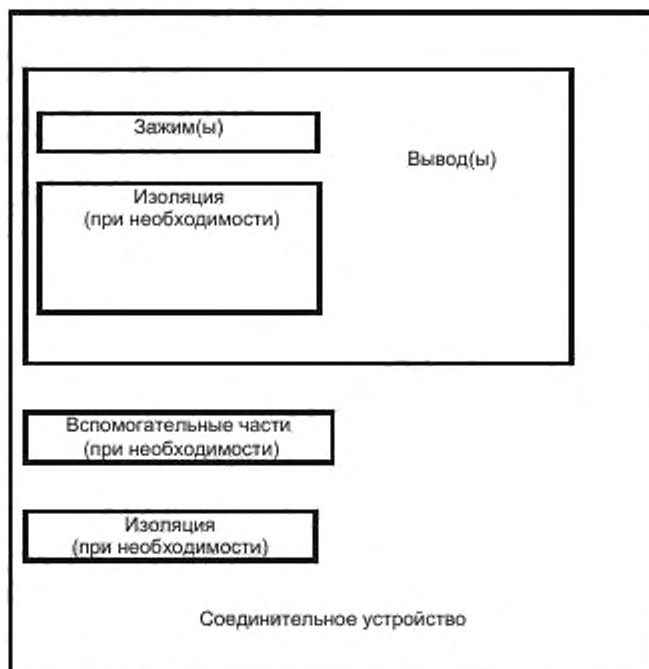 Зажим(ы)
Вывод(ы)
Изоляция
(при необходимости)
Вспомогательные части
(при необходимости)
Изоляция
(при необходимости)
Соединительное устройство